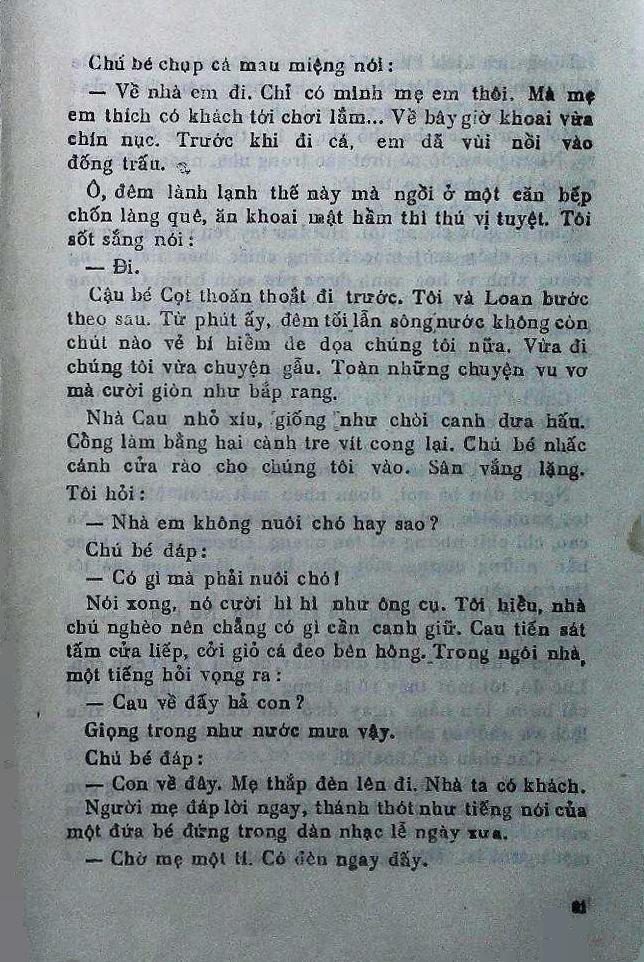 Chú bé chụp cá mau miệng nói :
— Về nhà em đi. Chỉ có mình mẹ em thôi. Mà mẹ
em thích có khách tới chơi lắm... Về bây giờ khoai vừa
chín nục. Trước khi đi cá, em đã vùi nồi vào
đống trấu.
Ô, đêm lành lạnh thế này mà ngồi ở một căn bếp
chốn làng quê, ăn khoai mật hầm thì thú vị tuyệt. Tôi
sốt sắng nói :
— Đi.
Cậu bé Cọt thoăn thoắt đi trước. Tôi và Loan bước
theo sau. Từ phút ấy, đêm tối lẫn sông nước không còn
chút nào vẻ bí hiểm đe dọa chúng tôi nữa. Vừa đi
chúng tôi vừa chuyện gẫu. Toàn những chuyện vu vơ
mà cười giòn như bắp rang.
Nhà Cau nhỏ xíu, giống như chòi canh dưa hấu.
Cổng làm bằng hai cành tre vít cong lại. Chú bé nhấc
cánh cửa rào cho chúng tôi vào. Sân vắng lặng.
Tôi hỏi :
— Nhà em không nuôi chó hay sao ?
Chú bé đáp :
— Có gì mà phải nuôi chó!
Nói xong, nó cười hì hì như ông cụ. Tôi hiểu, nhà
chú nghèo nên chẳng có gì cần canh giữ. Cau tiến sát
tấm cửa liếp, cởi giỏ cá đeo bên hông. Trong ngôi nhà,
một tiếng hỏi vọng ra :
— Cau về đấy hả con ?
Giọng trong như nước mưa vậy.
Chú bé đáp :
— Con về đây. Mẹ thắp đèn lên đi. Nhà ta có khách.
Người mẹ đáp lời ngay, thánh thót như tiếng nói của
một đứa bé đứng trong dàn nhạc lễ ngày xưa.
— Chờ mẹ một tí. Có đèn ngay đấy.
81